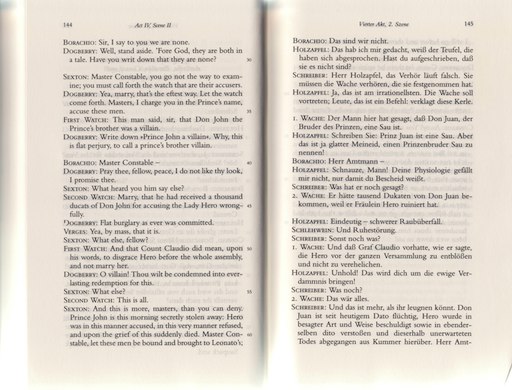 144
Act IV, Scene II.
BORACHIO: Sir, I say to you we are none.
DOGBERRY: Well, stand aside. 'Fore God, they are both in
a tale. Have you writ down that they are none?
30
SEXTON: Master Constable, you go not the way to exam-
ine; you must call forth the watch that are their accusers.
DOGBERRY: Yea, marry, that's the eftest way. Let the watch
come forth. Masters, I charge you in the Prince's name,
accuse these men.
35
FIRST WATCH: This man said, sir, that Don John the
Prince's brother was a villain.
DOGBERRY: Write down «Prince John a villain». Why, this
is flat perjury, to call a prince's brother villain.
BORACHIO: Master Constable –
40
DOGBERRY: Pray thee, fellow, peace, I do not like thy look,
I promise thee.
SEXTON: What heard you him say else?
SECOND WATCH: Marry, that he had received a thousand
ducats of Don John for accusing the Lady Hero wrong-
45
fully.
DOGBERRY: Flat burglary as ever was committed.
VERGES: Yea, by mass, that it is.
SEXTON: What else, fellow?
FIRST WATCH: And that Count Claudio did mean, upon
50
his words, to disgrace Hero before the whole assembly,
and not marry her.
DOGBERRY: O villain! Thou wilt be condemned into ever-
lasting redemption for this.
SEXTON: What else?
55
SECOND WATCH: This is all.
SEXTON: And this is more, masters, than you can deny.
Prince John is this morning secretly stolen away: Hero
was in this manner accused, in this very manner refused,
and upon the grief of this suddenly died. Master Con-
60
stable, let these men be bound and brought to Leonato's;
Vierter Akt, 2. Szene
145
BORACHIO: Das sind wir nicht.
HOLZAPFEL: Das hab ich mir gedacht, weiß der Teufel, die
haben sich abgesprochen. Hast du aufgeschrieben, daß
sie es nicht sind?
SCHREIBER: Herr Holzapfel, das Verhör läuft falsch. Sie
müssen die Wache verhören, die sie festgenommen hat.
HOLZAPFEL: Ja, das ist am irrationellsten. Die Wache soll
vortreten; Leute, das ist ein Befehl: verklagt diese Kerle.
1. WACHE: Der Mann hier hat gesagt, daß Don Juan, der
Bruder des Prinzen, eine Sau ist.
HOLZAPFEL: Schreiben Sie: Prinz Juan ist eine Sau. Aber
das ist ja glatter Meineid, einen Prinzenbruder Sau zu
nennen!
BORACHIO: Herr Amtmann –
HOLZAPFEL: Schnauze, Mann! Deine Physiologie gefällt
mir nicht, nur damit du Bescheid weißt.
SCHREIBER: Was hat er noch gesagt?
2. WACHE: Er hätte tausend Dukaten von Don Juan be-
kommen, weil er Fräulein Hero ruiniert hat.
HOLZAPFEL: Eindeutig – schwerer Raubüberfall.
SCHLEHWEIN: Und Ruhestörung.
SCHREIBER: Sonst noch was?
1. WACHE: Und daß Graf Claudio vorhatte, wie er sagte,
die Hero vor der ganzen Versammlung zu entblößen
und nicht zu verehelichen.
HOLZAPFEL: Unhold! Das wird dich um die ewige Ver-
dammnis bringen!
SCHREIBER: Was noch?
2. WACHE: Das wär alles.
SCHREIBER: Und das ist mehr, als ihr leugnen könnt. Don
Juan ist seit heutigem Dato flüchtig, Hero wurde in
besagter Art und Weise beschuldigt sowie in ebender-
selben dito verstoßen und dieserhalb unerwarteten
Todes abgegangen aus Kummer hierüber. Herr Amt-